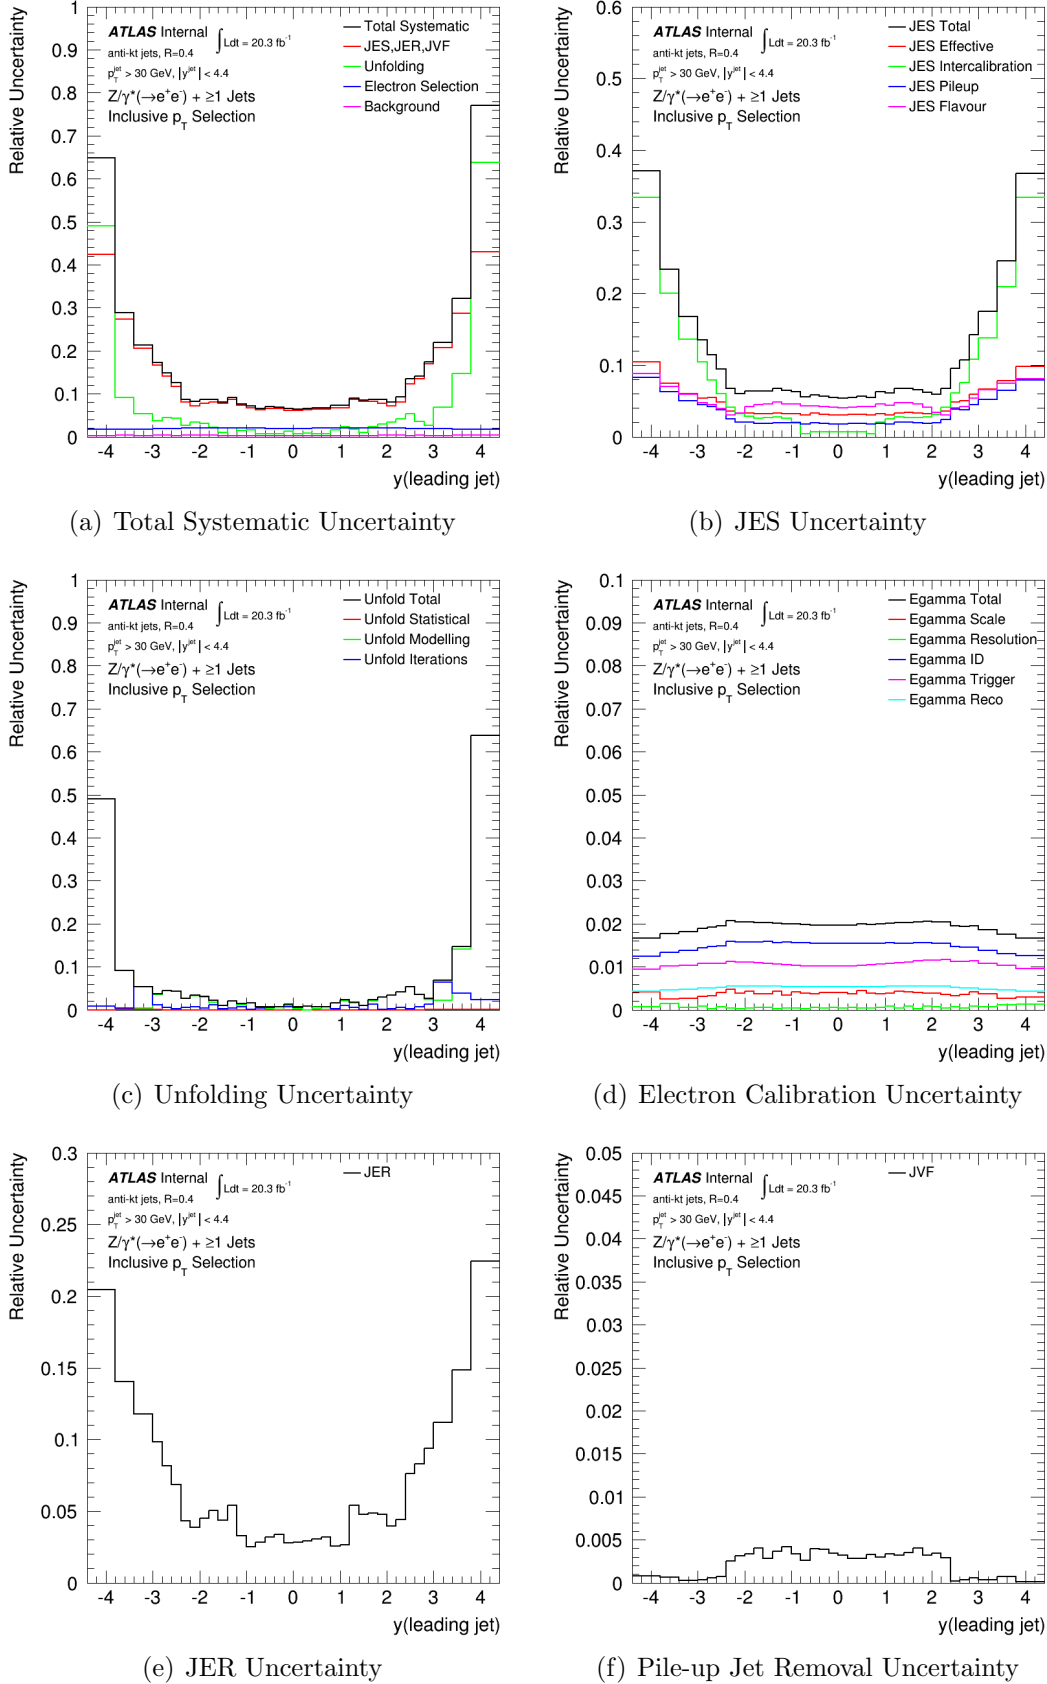 Relative Uncertainty
1
0.9
0.8
0.7
0.6
0.5
0.4
0.3
0.2
0.1
0
ATLAS Internal ∫Ldt = 20.3 fb⁻¹
anti-kt jets, R=0.4
p_T^jet > 30 GeV, |y^jet| < 4.4
Z/γ*(→e⁺e⁻) + ≥1 Jets
Inclusive p_T Selection
Total Systematic
JES,JER,JVF
Unfolding
Electron Selection
Background
-4 -3 -2 -1 0 1 2 3 4
y(leading jet)
(a) Total Systematic Uncertainty
Relative Uncertainty
0.6
0.5
0.4
0.3
0.2
0.1
0
ATLAS Internal ∫Ldt = 20.3 fb⁻¹
anti-kt jets, R=0.4
p_T^jet > 30 GeV, |y^jet| < 4.4
Z/γ*(→e⁺e⁻) + ≥1 Jets
Inclusive p_T Selection
JES Total
JES Effective
JES Intercalibration
JES Pileup
JES Flavour
-4 -3 -2 -1 0 1 2 3 4
y(leading jet)
(b) JES Uncertainty
Relative Uncertainty
1
0.9
0.8
0.7
0.6
0.5
0.4
0.3
0.2
0.1
0
ATLAS Internal ∫Ldt = 20.3 fb⁻¹
anti-kt jets, R=0.4
p_T^jet > 30 GeV, |y^jet| < 4.4
Z/γ*(→e⁺e⁻) + ≥1 Jets
Inclusive p_T Selection
Unfold Total
Unfold Statistical
Unfold Modelling
Unfold Iterations
-4 -3 -2 -1 0 1 2 3 4
y(leading jet)
(c) Unfolding Uncertainty
Relative Uncertainty
0.1
0.09
0.08
0.07
0.06
0.05
0.04
0.03
0.02
0.01
0
ATLAS Internal ∫Ldt = 20.3 fb⁻¹
anti-kt jets, R=0.4
p_T^jet > 30 GeV, |y^jet| < 4.4
Z/γ*(→e⁺e⁻) + ≥1 Jets
Inclusive p_T Selection
Egamma Total
Egamma Scale
Egamma Resolution
Egamma ID
Egamma Trigger
Egamma Reco
-4 -3 -2 -1 0 1 2 3 4
y(leading jet)
(d) Electron Calibration Uncertainty
Relative Uncertainty
0.3
0.25
0.2
0.15
0.1
0.05
0
ATLAS Internal ∫Ldt = 20.3 fb⁻¹
anti-kt jets, R=0.4
p_T^jet > 30 GeV, |y^jet| < 4.4
Z/γ*(→e⁺e⁻) + ≥1 Jets
Inclusive p_T Selection
JER
-4 -3 -2 -1 0 1 2 3 4
y(leading jet)
(e) JER Uncertainty
Relative Uncertainty
0.05
0.045
0.04
0.035
0.03
0.025
0.02
0.015
0.01
0.005
0
ATLAS Internal ∫Ldt = 20.3 fb⁻¹
anti-kt jets, R=0.4
p_T^jet > 30 GeV, |y^jet| < 4.4
Z/γ*(→e⁺e⁻) + ≥1 Jets
Inclusive p_T Selection
JVF
-4 -3 -2 -1 0 1 2 3 4
y(leading jet)
(f) Pile-up Jet Removal Uncertainty